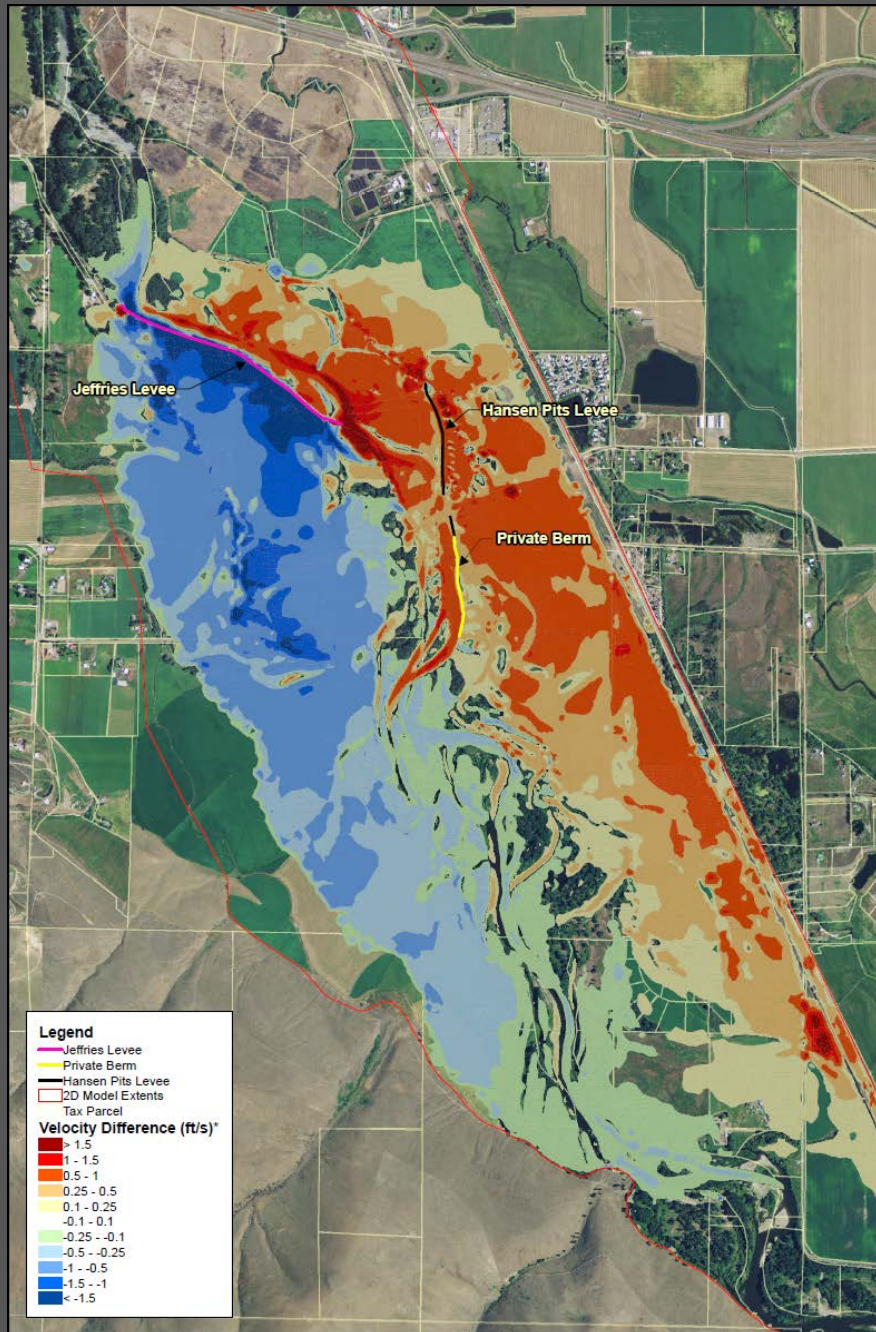 Jeffries Levee
Hansen Pits Levee
Private Berm
Legend
Jeffries Levee
Private Berm
Hansen Pits Levee
2D Model Extents
Tax Parcel
Velocity Difference (ft/s)*
> 1.5
1 - 1.5
0.5 - 1
0.25 - 0.5
0.1 - 0.25
-0.1 - 0.1
-0.25 - -0.1
-0.5 - -0.25
-1 - -0.5
-1.5 - -1
< -1.5